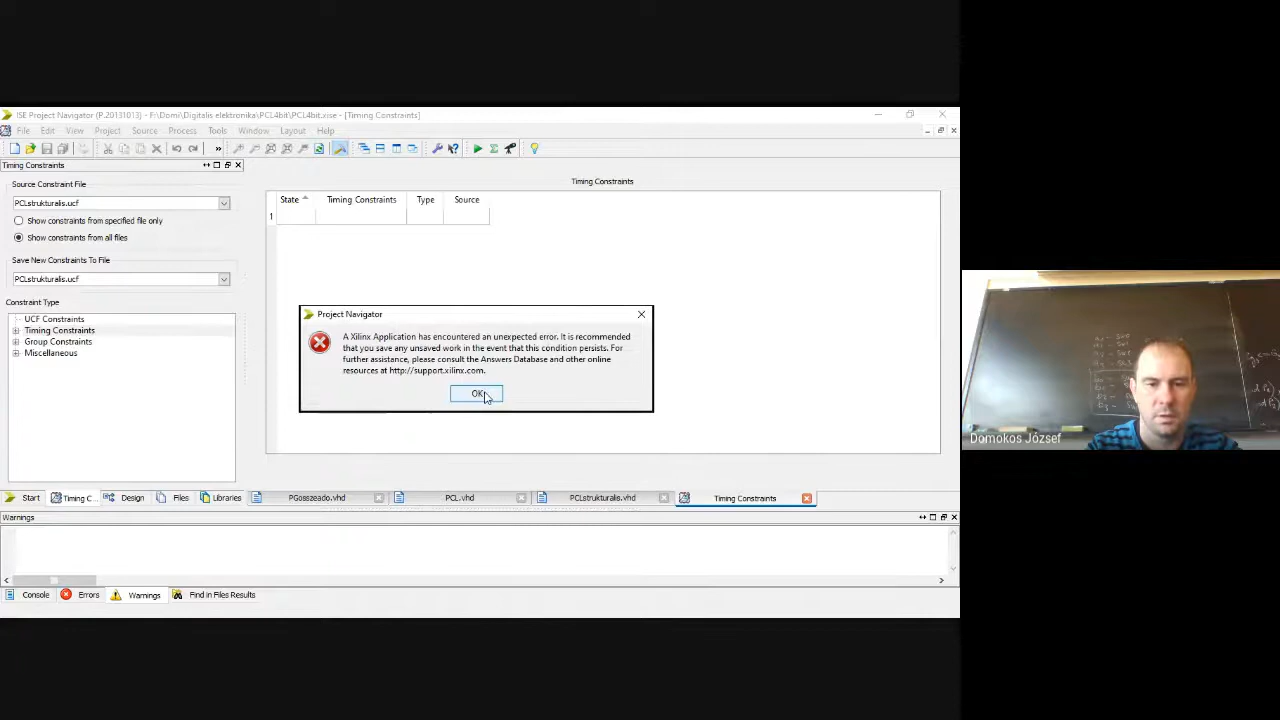 ISE Project Navigator (P.20131013) - F:\Domi\Digitalis elektronika\PCL4bit\PCL4bit.xise - [Timing Constraints]
File Edit View Project Source Process Tools Window Layout Help
»
Timing Constraints
Source Constraint File
PCLstrukturalis.ucf
Show constraints from specified file only
Show constraints from all files
Save New Constraints To File
PCLstrukturalis.ucf
Constraint Type
UCF Constraints
Timing Constraints
Group Constraints
Miscellaneous
Timing Constraints
State Timing Constraints Type Source
1
Project Navigator
A Xilinx Application has encountered an unexpected error. It is recommended
that you save any unsaved work in the event that this condition persists. For
further assistance, please consult the Answers Database and other online
resources at http://support.xilinx.com.
OK
Start Timing C... Design Files Libraries PGosszeado.vhd PCL.vhd PCLstrukturalis.vhd Timing Constraints
Warnings
Console Errors Warnings Find in Files Results
Domokos József